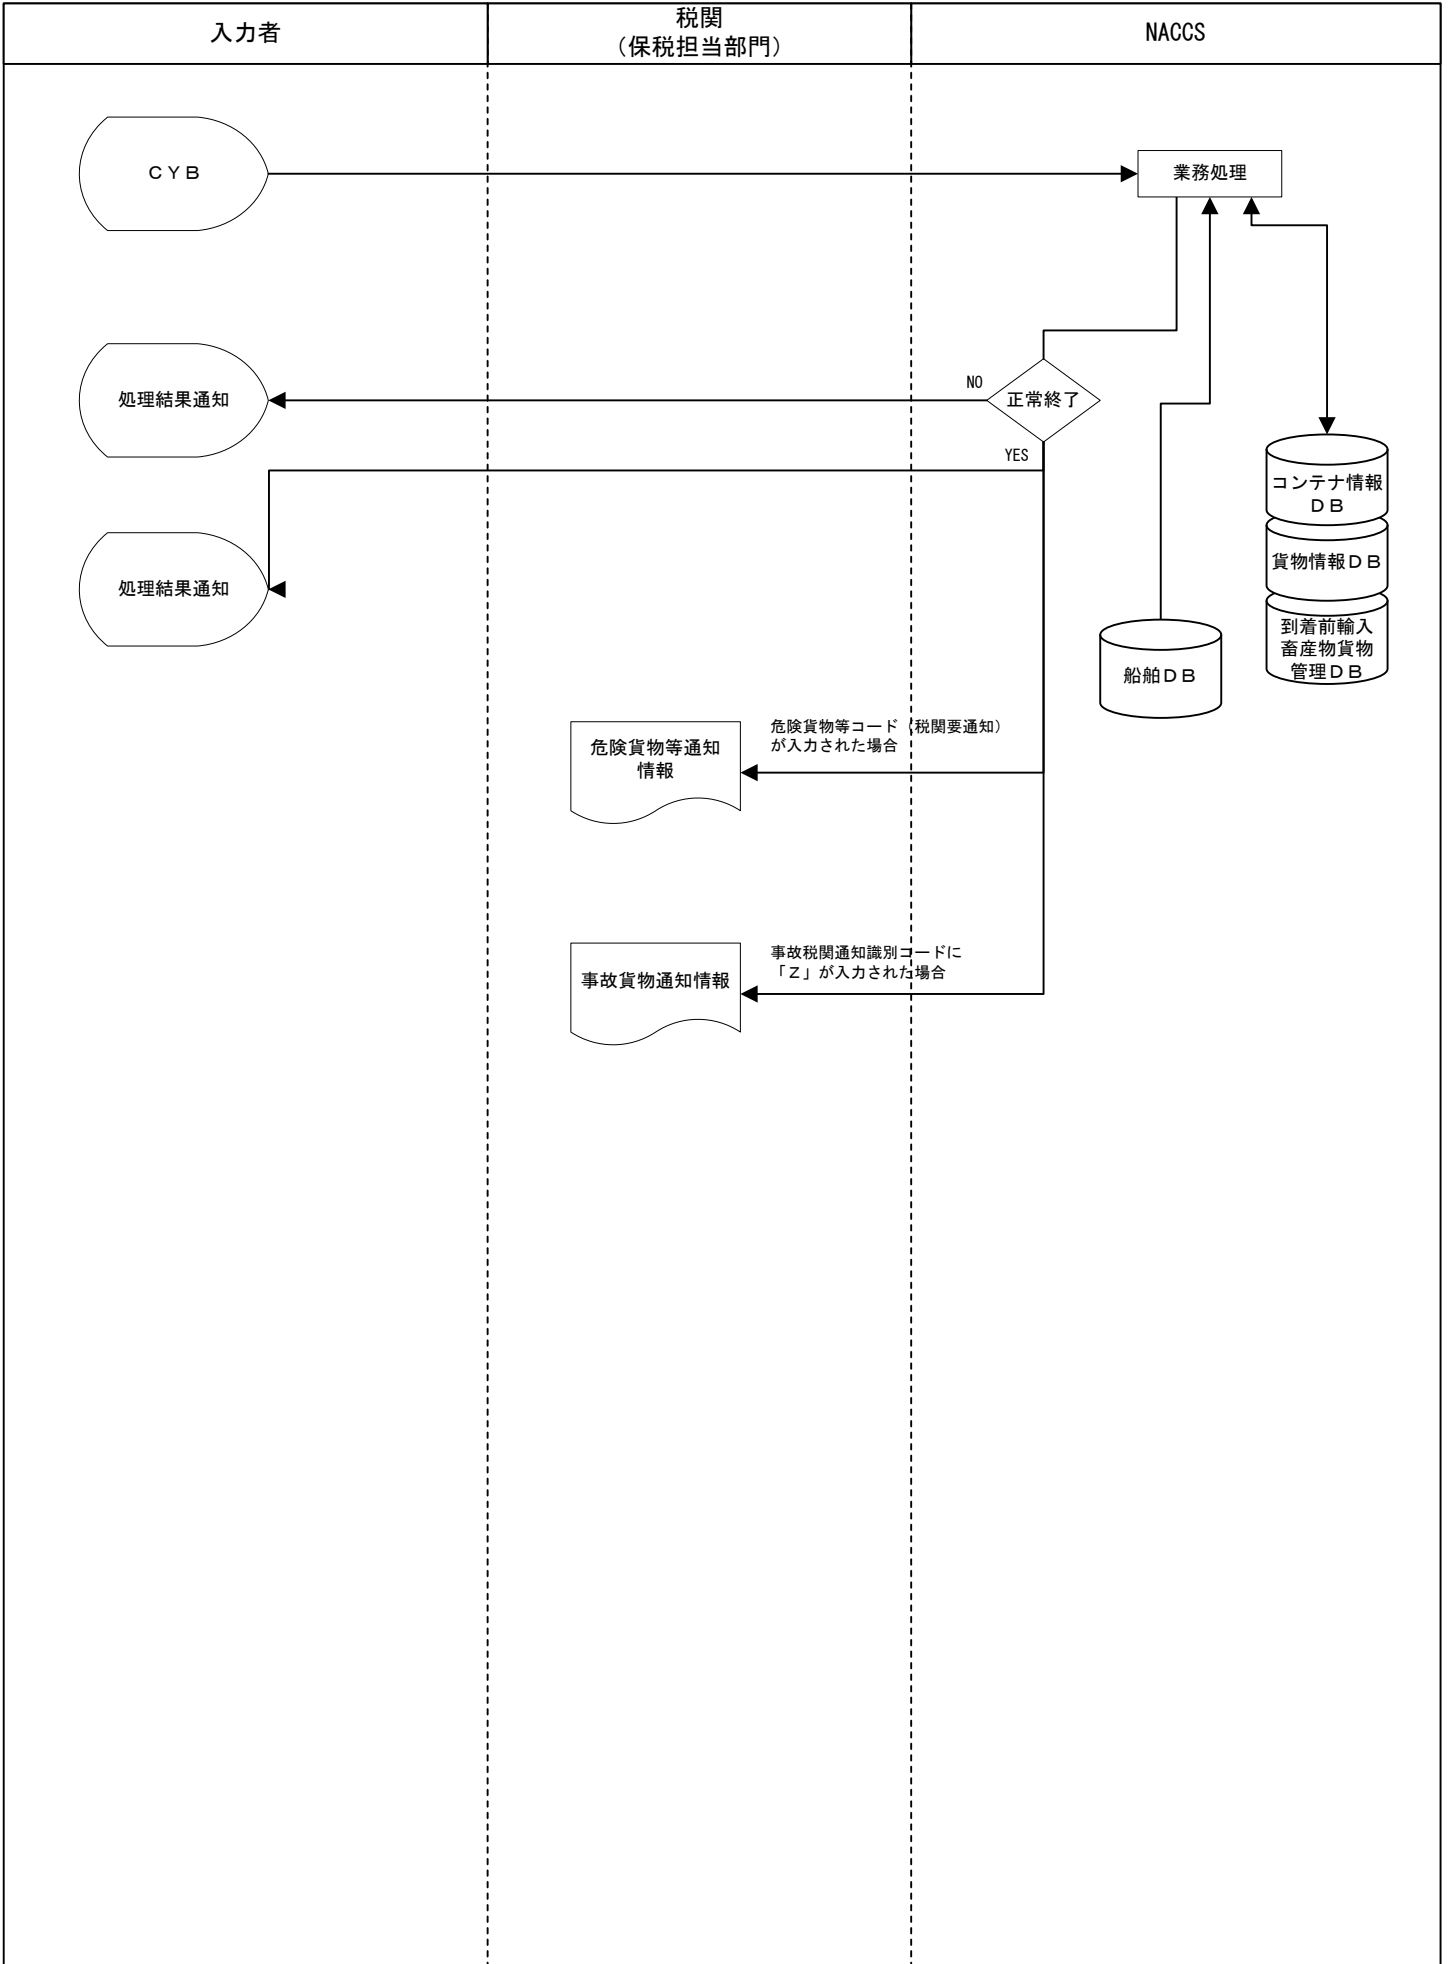 入力者
税関
（保税担当部門）
NACCS
ＣＹＢ
業務処理
処理結果通知
NO
正常終了
YES
コンテナ情報
ＤＢ
貨物情報ＤＢ
到着前輸入
畜産物貨物
管理ＤＢ
処理結果通知
船舶ＤＢ
危険貨物等通知
情報
危険貨物等コード（税関要通知）
が入力された場合
事故貨物通知情報
事故税関通知識別コードに
「Ｚ」が入力された場合